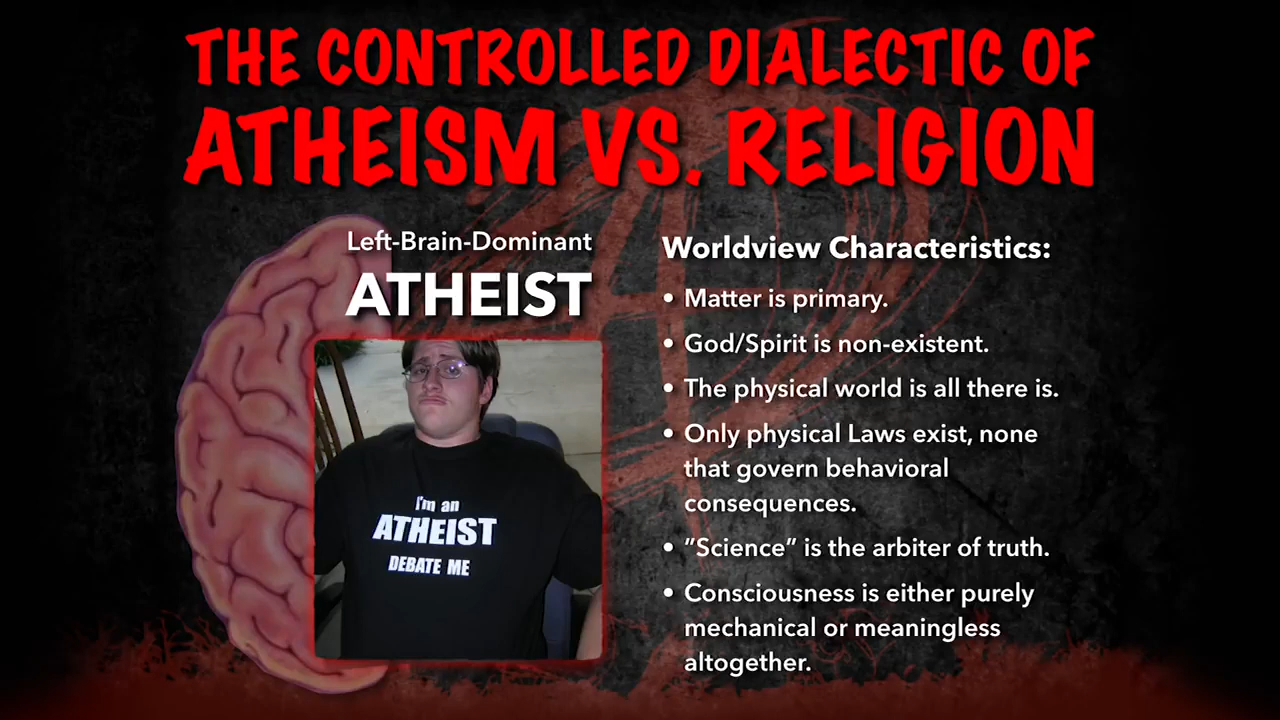 THE CONTROLLED DIALECTIC OF
ATHEISM VS. RELIGION
Left-Brain-Dominant
ATHEIST
I'm an
ATHEIST
DEBATE ME
Worldview Characteristics:
• Matter is primary.
• God/Spirit is non-existent.
• The physical world is all there is.
• Only physical Laws exist, none
that govern behavioral
consequences.
• ”Science” is the arbiter of truth.
• Consciousness is either purely
mechanical or meaningless
altogether.